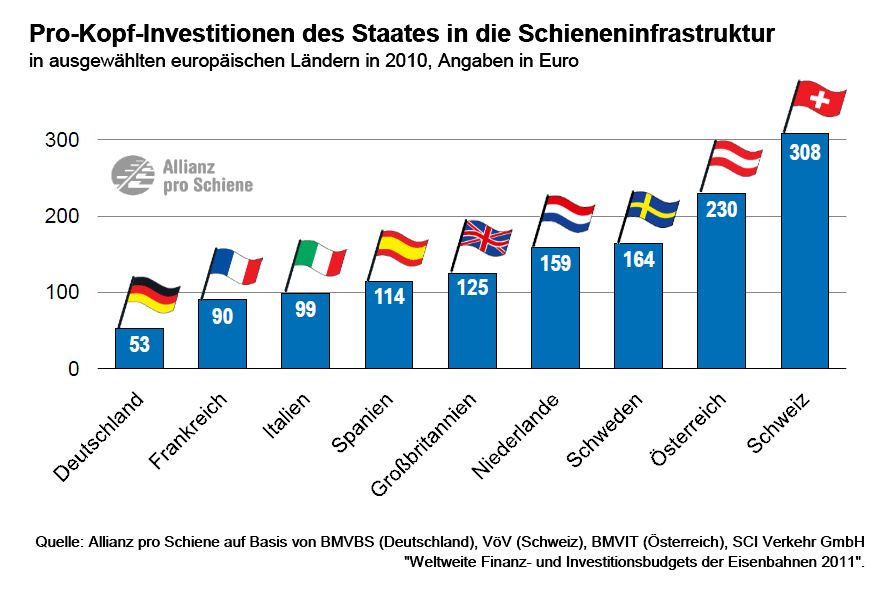 Pro-Kopf-Investitionen des Staates in die Schieneninfrastruktur
in ausgewählten europäischen Ländern in 2010, Angaben in Euro
300
200
100
0
Allianz
pro Schiene
53
90
99
114
125
159
164
230
308
Deutschland
Frankreich
Italien
Spanien
Großbritannien
Niederlande
Schweden
Österreich
Schweiz
Quelle: Allianz pro Schiene auf Basis von BMVBS (Deutschland), VöV (Schweiz), BMVIT (Österreich), SCI Verkehr GmbH
"Weltweite Finanz- und Investitionsbudgets der Eisenbahnen 2011".